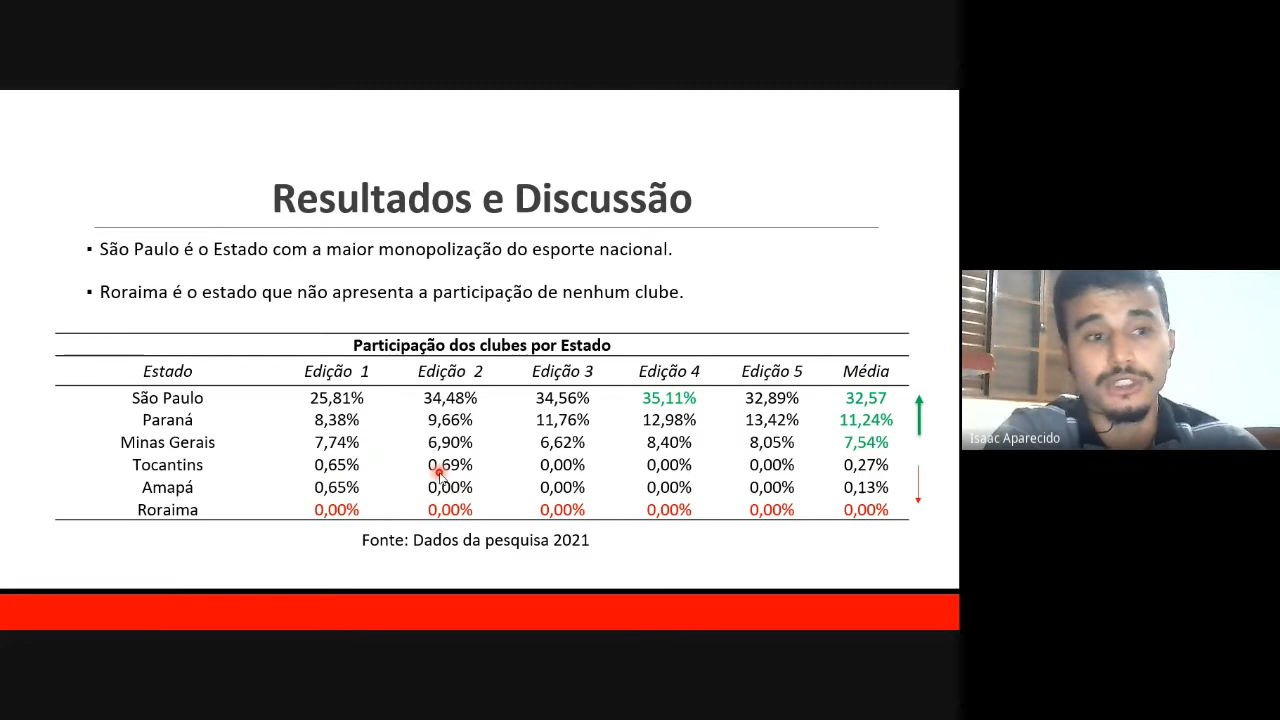 Resultados e Discussão
▪ São Paulo é o Estado com a maior monopolização do esporte nacional.
▪ Roraima é o estado que não apresenta a participação de nenhum clube.
Participação dos clubes por Estado
Estado Edição 1 Edição 2 Edição 3 Edição 4 Edição 5 Média
São Paulo 25,81% 34,48% 34,56% 35,11% 32,89% 32,57
Paraná 8,38% 9,66% 11,76% 12,98% 13,42% 11,24%
Minas Gerais 7,74% 6,90% 6,62% 8,40% 8,05% 7,54%
Tocantins 0,65% 0,69% 0,00% 0,00% 0,00% 0,27%
Amapá 0,65% 0,00% 0,00% 0,00% 0,00% 0,13%
Roraima 0,00% 0,00% 0,00% 0,00% 0,00% 0,00%
Fonte: Dados da pesquisa 2021
Isaac Aparecido